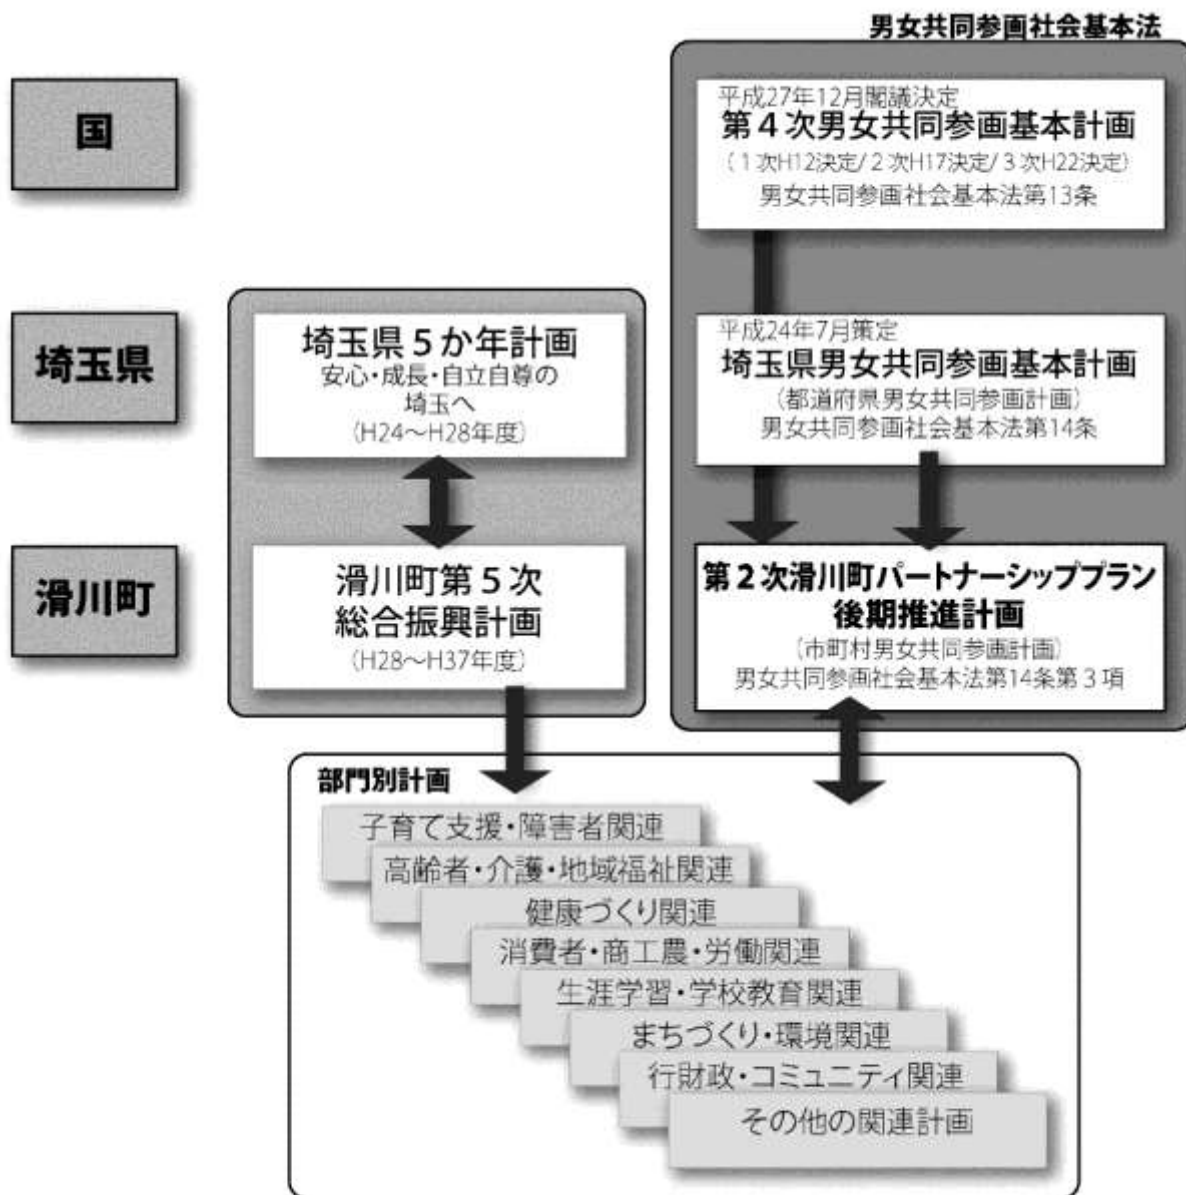 男女共同参画社会基本法
国
平成27年12月閣議決定
第4次男女共同参画基本計画
(1次H12決定/2次H17決定/3次H22決定)
男女共同参画社会基本法第13条
埼玉県
埼玉県5か年計画
安心・成長・自立自尊の
埼玉へ
(H24～H28年度)
平成24年7月策定
埼玉県男女共同参画基本計画
(都道府県男女共同参画計画)
男女共同参画社会基本法第14条
滑川町
滑川町第5次
総合振興計画
(H28～H37年度)
第2次滑川町パートナーシッププラン
後期推進計画
(市町村男女共同参画計画)
男女共同参画社会基本法第14条第3項
部門別計画
子育て支援・障害者関連
高齢者・介護・地域福祉関連
健康づくり関連
消費者・商工農・労働関連
生涯学習・学校教育関連
まちづくり・環境関連
行財政・コミュニティ関連
その他の関連計画